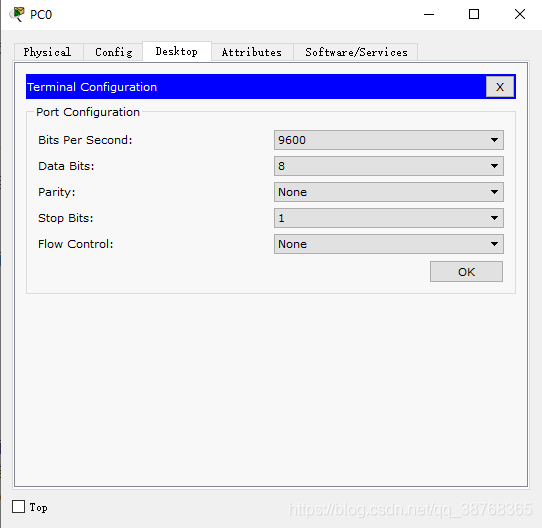 PC0
Physical Config Desktop Attributes Software/Services
Terminal Configuration X
Port Configuration
Bits Per Second: 9600
Data Bits: 8
Parity: None
Stop Bits: 1
Flow Control: None
OK
Top
https://blog.csdn.net/qq_38768365